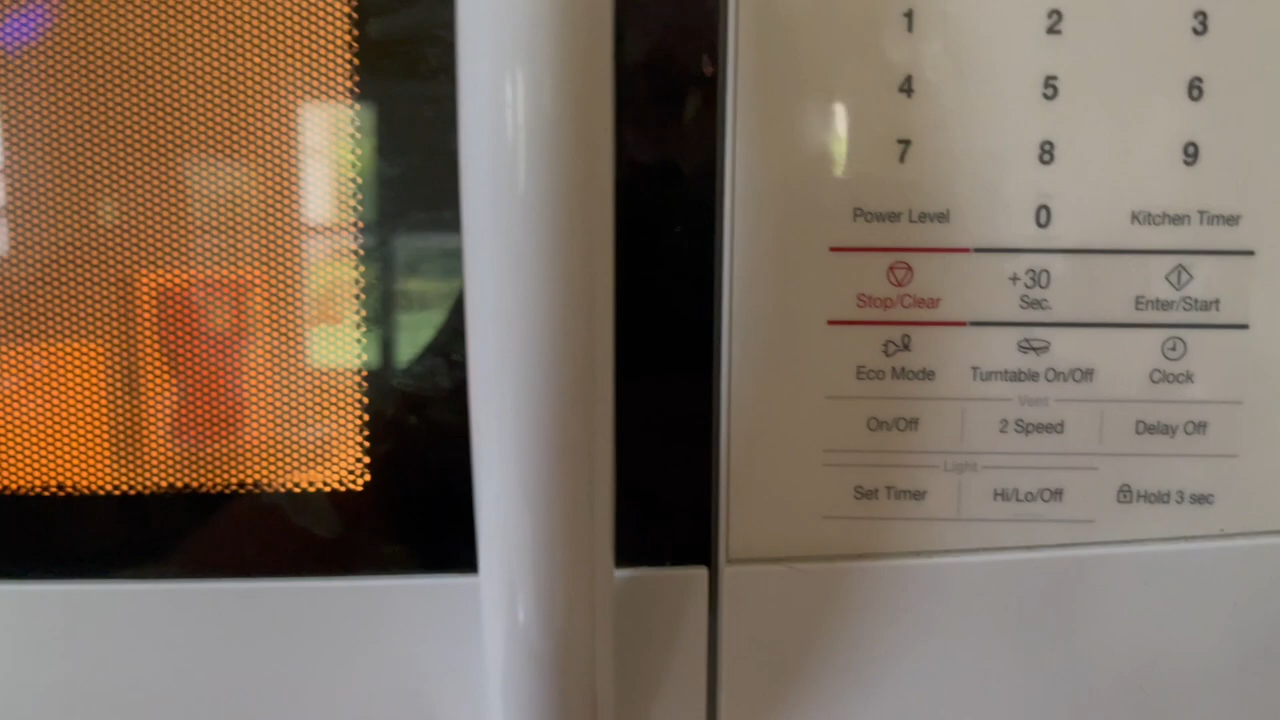 1 2 3
4 5 6
7 8 9
Power Level 0 Kitchen Timer
Stop/Clear +30 Sec. Enter/Start
Eco Mode Turntable On/Off Clock
Vent
On/Off 2 Speed Delay Off
Light
Set Timer Hi/Lo/Off Hold 3 sec